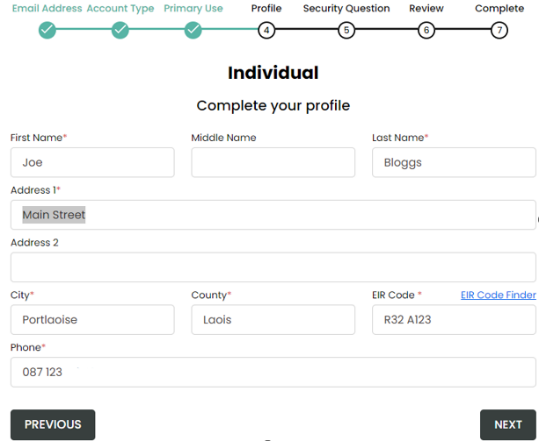 Email Address Account Type Primary Use Profile Security Question Review Complete
4 5 6 7
Individual
Complete your profile
First Name* Middle Name Last Name*
Joe Bloggs
Address 1*
Main Street
Address 2
City* County* EIR Code * EIR Code Finder
Portlaoise Laois R32 A123
Phone*
087 123
PREVIOUS NEXT